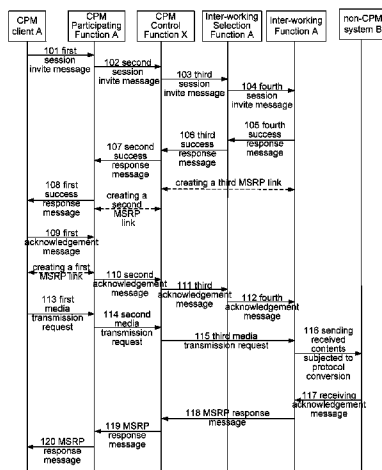 CPM
client A
CPM
Participating
Function A
CPM
Control
Function X
Inter-working
Selection
Function A
Inter-working
Function A
non-CPM
system B
101 first
session
invite message
102 second
session
invite message
103 third
session
invite message
104 fourth
session
invite message
105 fourth
success
response
message
106 third
success
response
message
107 second
success
response
message
creating a third MSRP link
108 first
success
response
message
creating a
second
MSRP
link
109 first
acknowledgement
message
creating a first
MSRP link
110 second
acknowledgement
message
111 third
acknowledgement
message
112 fourth
acknowledgement
message
113 first
media
transmission
request
114 second
media
transmission
request
115 third media
transmission request
116 sending
received
contents
subjected to
protocol
conversion
117 receiving
acknowledgement
message
118 MSRP response
message
119 MSRP
response
message
120 MSRP
response
message